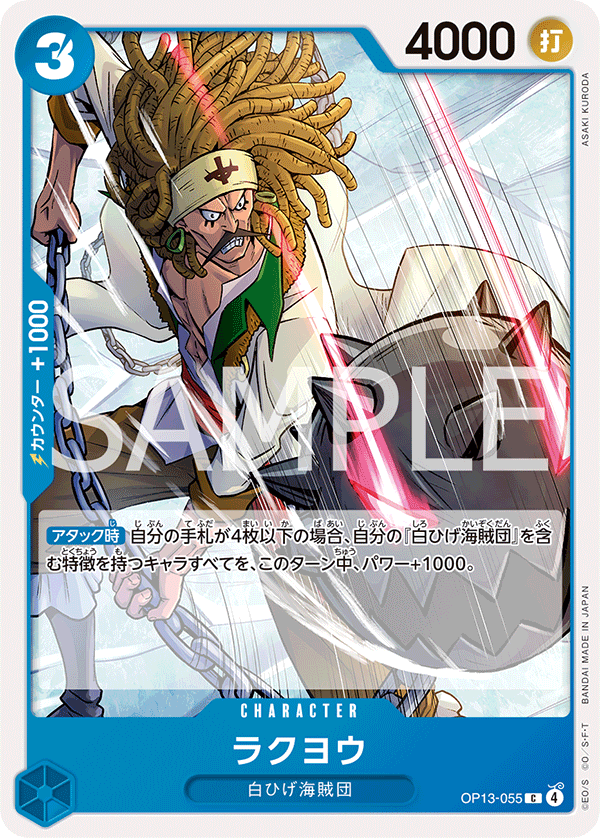 3
4000
打
ASAKI KURODA
カウンター +1000
SAMPLE
アタック時 自分の手札が4枚以下の場合、自分の『白ひげ海賊団』を含
む特徴を持つキャラすべてを、このターン中、パワー+1000。
CHARACTER
ラクヨウ
白ひげ海賊団
OP13-055 C 4
©E.O/S ©O/S・F・T BANDAI MADE IN JAPAN